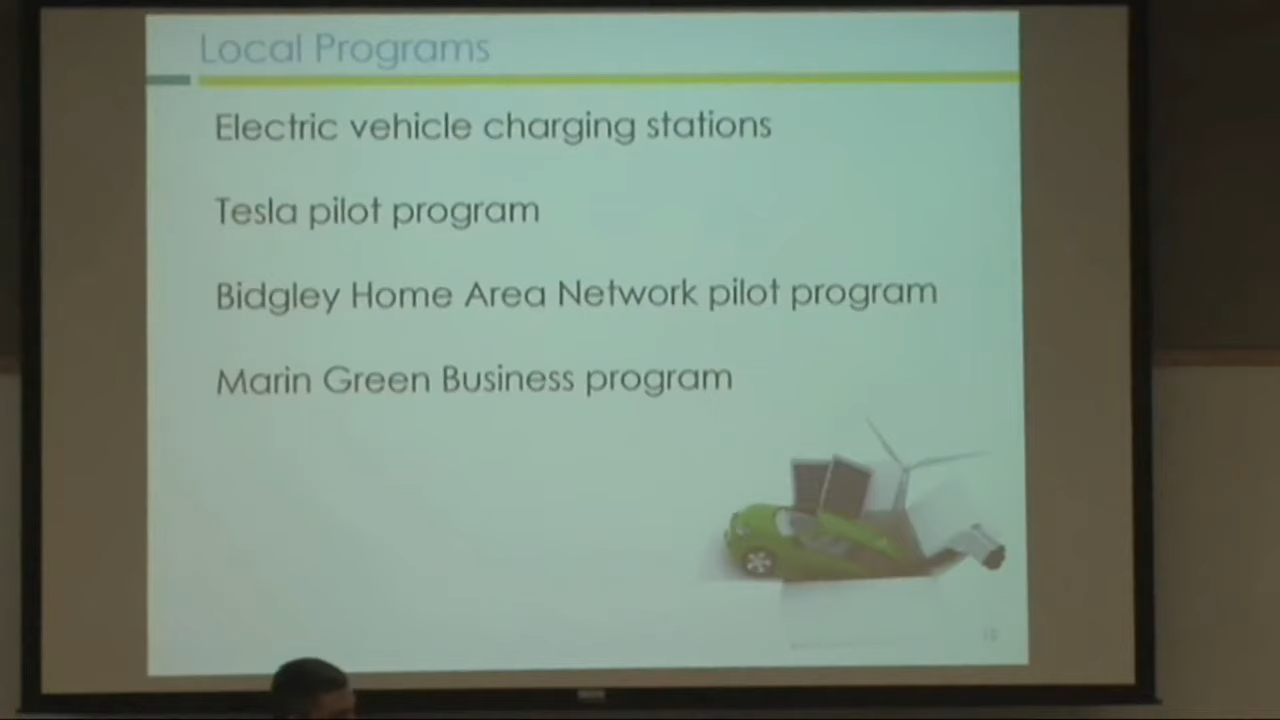 Local Programs
Electric vehicle charging stations
Tesla pilot program
Bidgley Home Area Network pilot program
Marin Green Business program